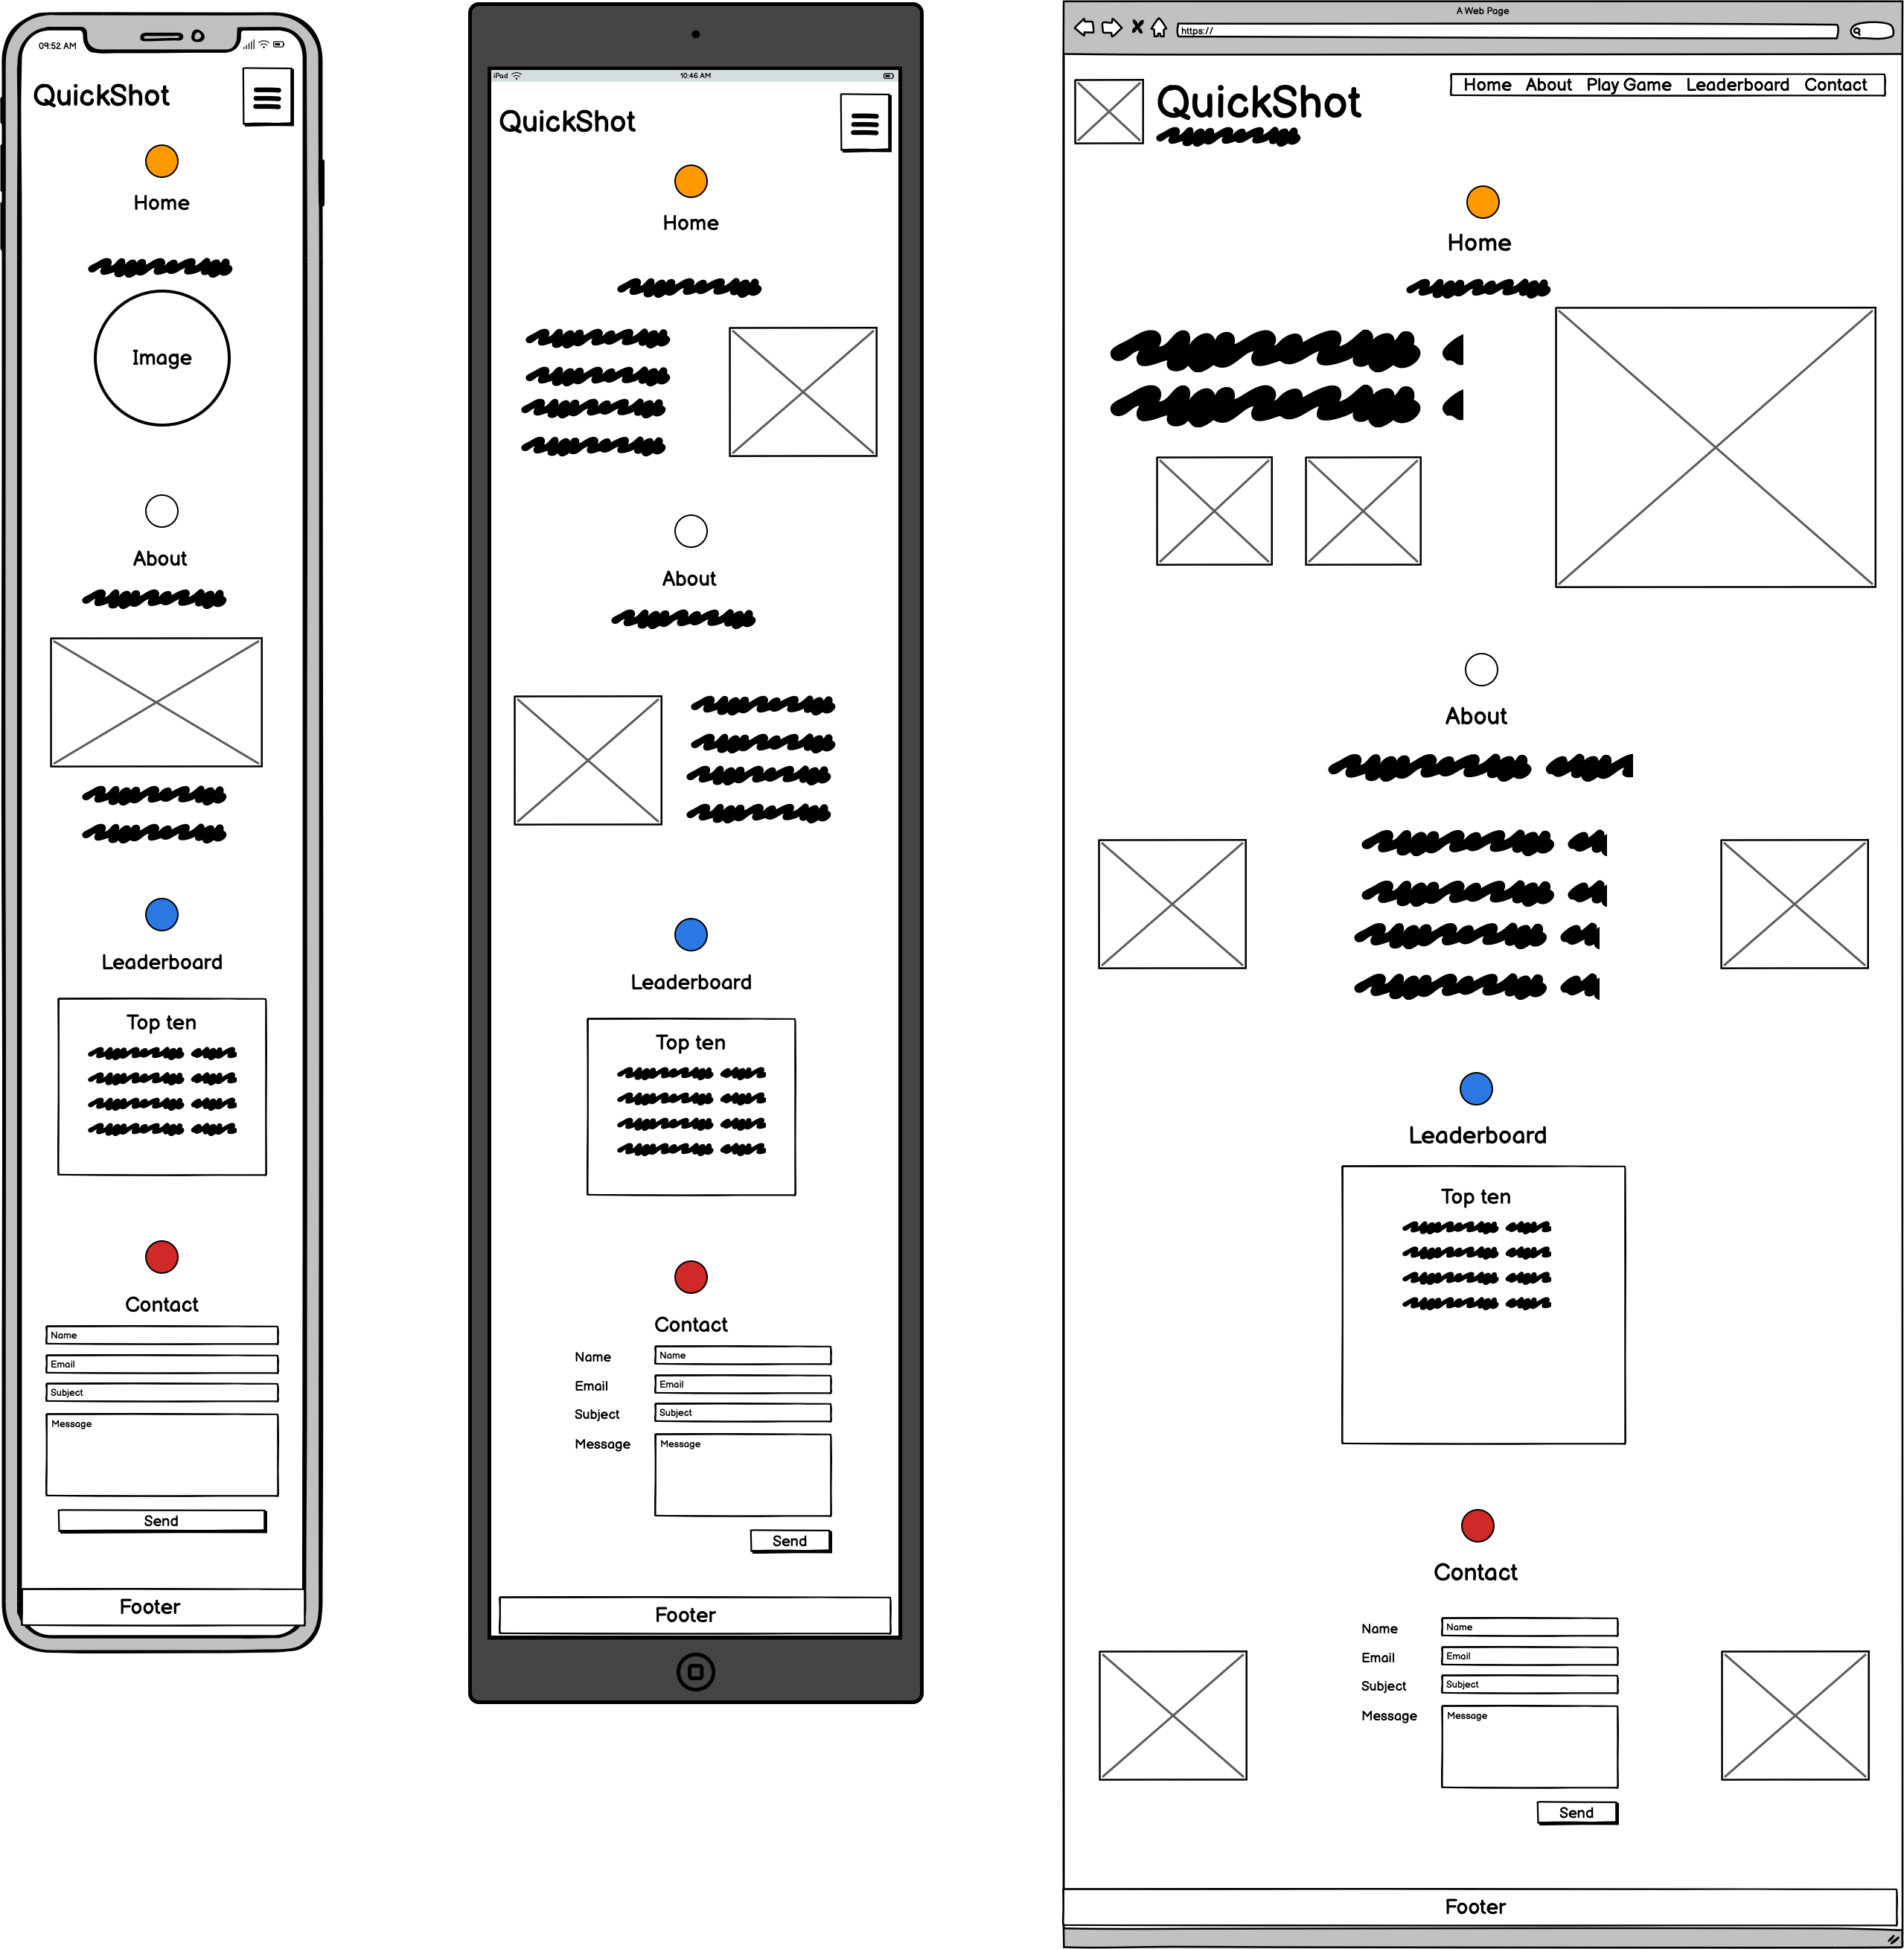 09:52 AM
QuickShot
Home
Image
About
Leaderboard
Top ten
Contact
Name
Email
Subject
Message
Send
Footer
iPad
10:46 AM
QuickShot
Home
About
Leaderboard
Top ten
Contact
Name Name
Email Email
Subject Subject
Message Message
Send
Footer
A Web Page
https://
QuickShot
Home About Play Game Leaderboard Contact
Home
About
Leaderboard
Top ten
Contact
Name Name
Email Email
Subject Subject
Message Message
Send
Footer